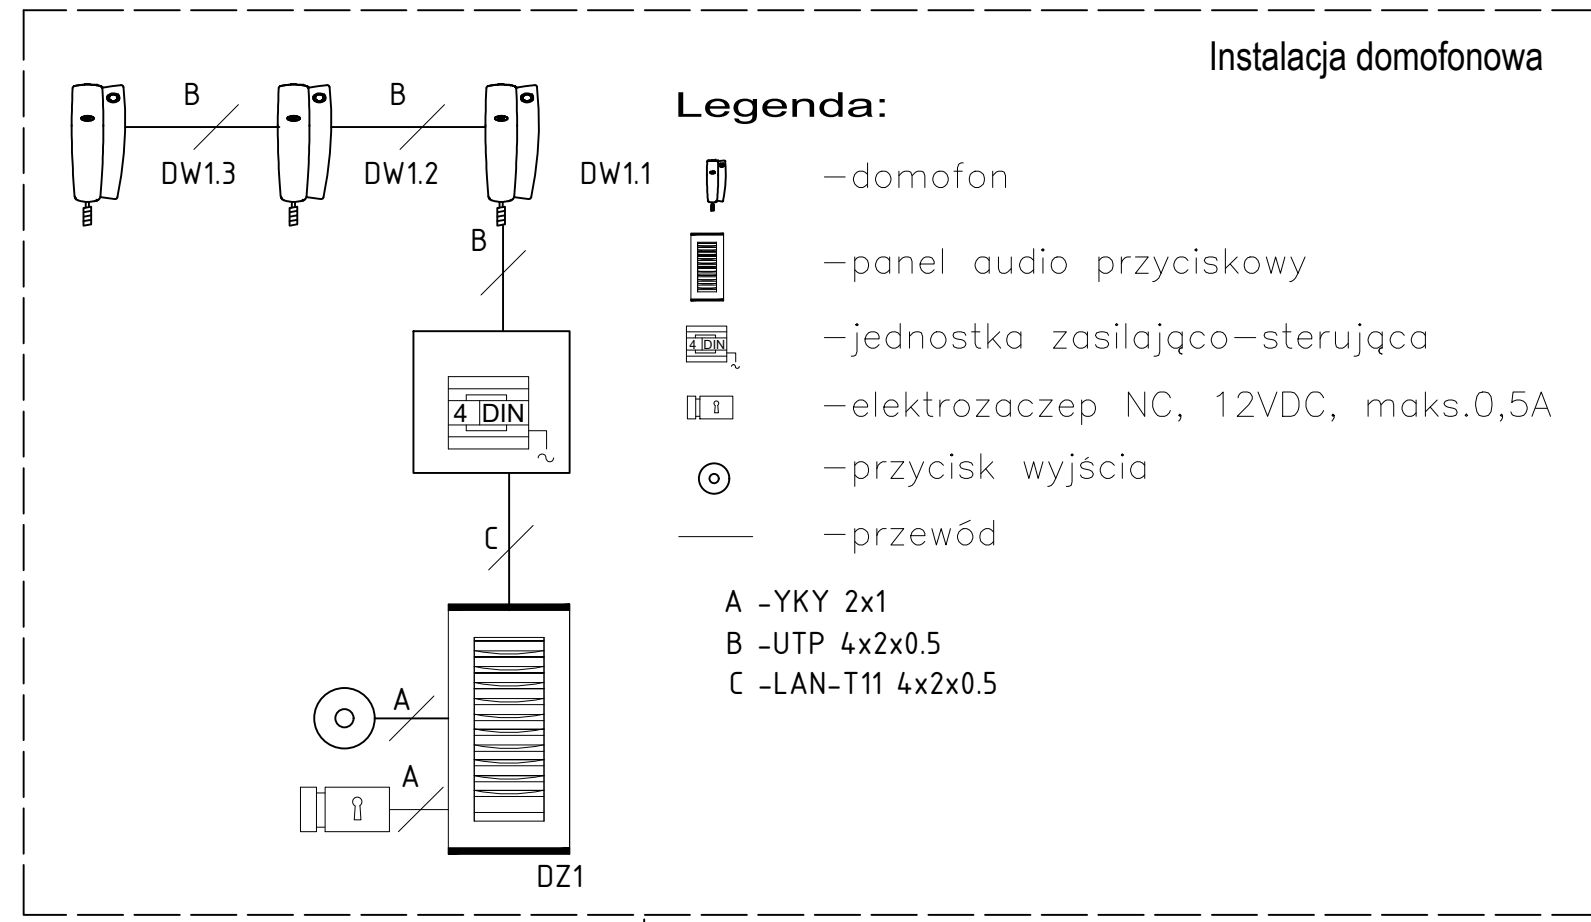 Instalacja domofonowa
B
B
DW1.3
DW1.2
DW1.1
B
4 DIN
~
C
A
A
DZ1
Legenda:
—domofon
—panel audio przyciskowy
4 DIN
~
—jednostka zasilająco—sterująca
—elektrozaczep NC, 12VDC, maks.0,5A
—przycisk wyjścia
—przewód
A -YKY 2x1
B -UTP 4x2x0.5
C -LAN-T11 4x2x0.5